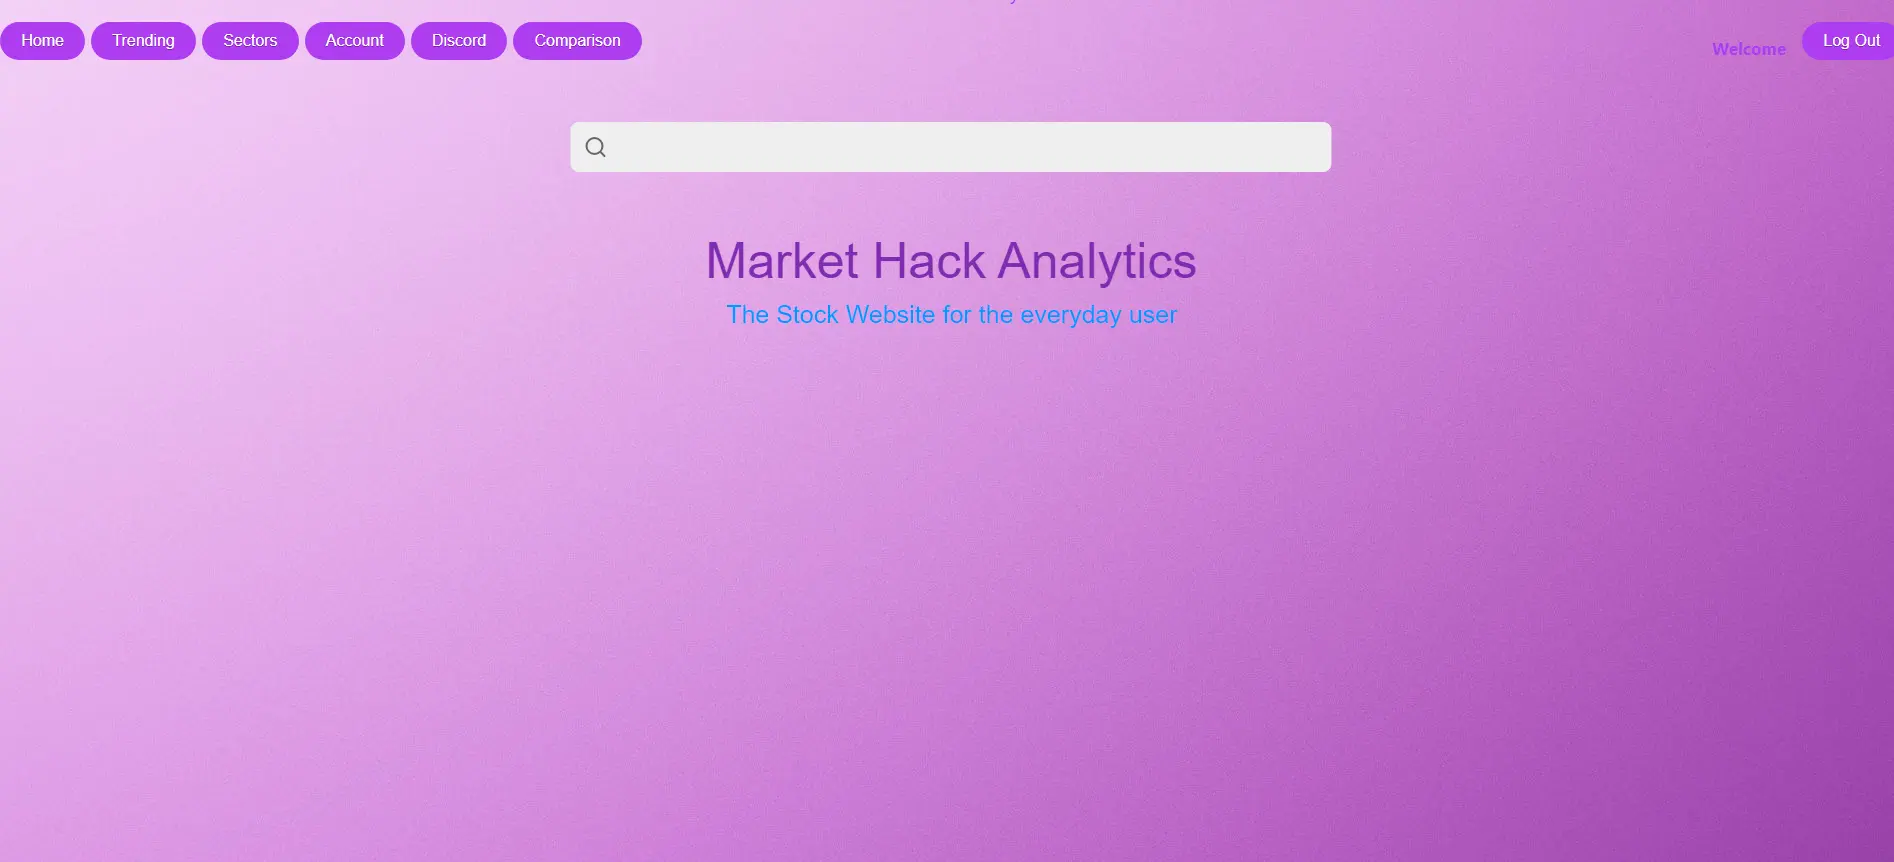 Home Trending Sectors Account Discord Comparison Welcome Log Out
Market Hack Analytics
The Stock Website for the everyday user